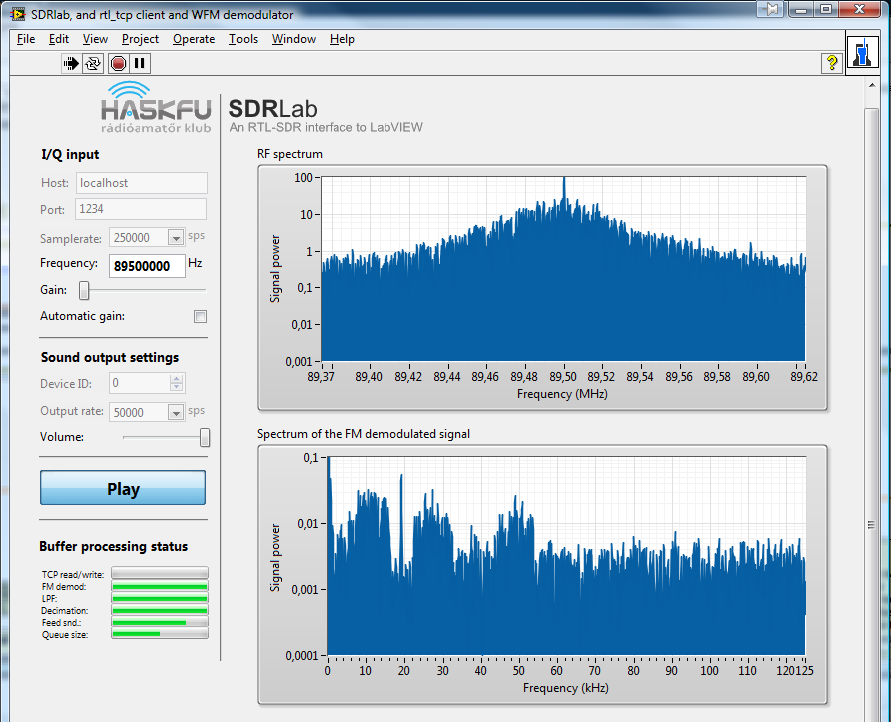 SDRlab, and rtl_tcp client and WFM demodulator
File Edit View Project Operate Tools Window Help
?
HA5KFU
rádióamatőr klub
SDRLab
An RTL-SDR interface to LabVIEW
I/Q input
Host: localhost
Port: 1234
Samplerate: 250000 sps
Frequency: 89500000 Hz
Gain:
Automatic gain:
Sound output settings
Device ID: 0
Output rate: 50000 sps
Volume:
Play
Buffer processing status
TCP read/write:
FM demod:
LPF:
Decimation:
Feed snd.:
Queue size:
RF spectrum
Signal power
100
10
1
0,1
0,01
0,001
89,37 89,40 89,42 89,44 89,46 89,48 89,50 89,52 89,54 89,56 89,58 89,60 89,62
Frequency (MHz)
Spectrum of the FM demodulated signal
Signal power
0,1
0,01
0,001
0,0001
0 10 20 30 40 50 60 70 80 90 100 110 120 125
Frequency (kHz)